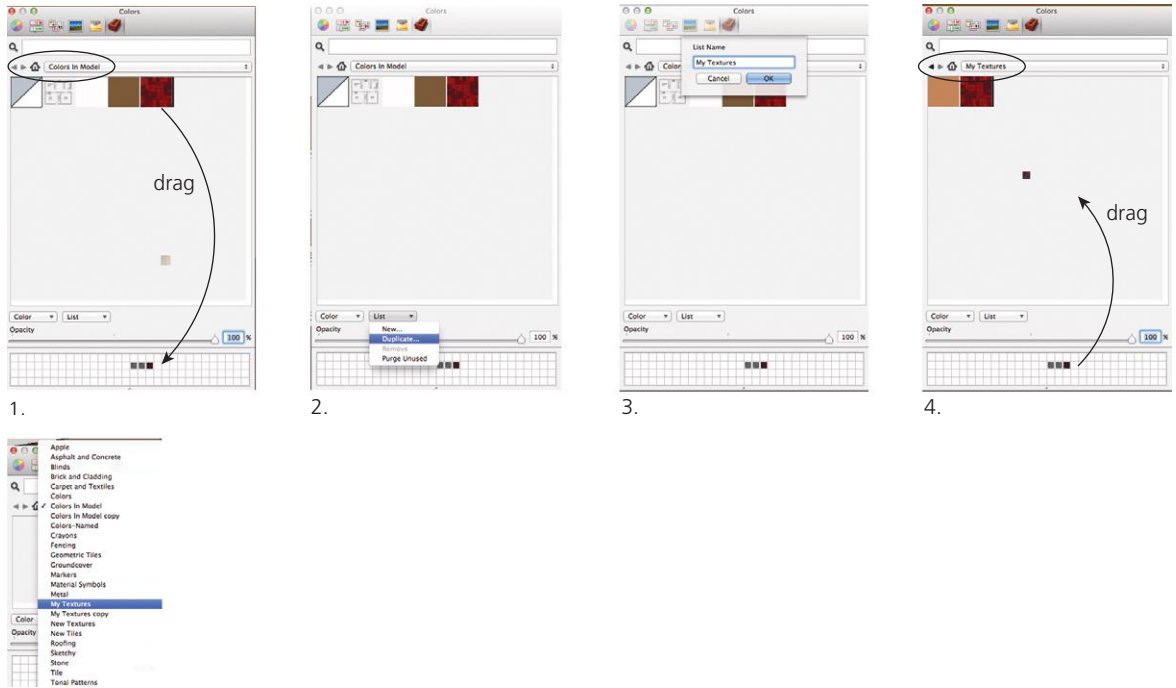 Colors
Colors In Model
drag
Color
List
Opacity
100 %
1.
Colors
Colors In Model
Color
List
Opacity
New...
Duplicate...
Remove
Purge Unused
100 %
2.
Colors
List Name
My Textures
Cancel
OK
Color
Color
List
Opacity
100 %
3.
Colors
My Textures
drag
Color
List
Opacity
100 %
4.
Apple
Asphalt and Concrete
Blinds
Brick and Cladding
Carpet and Textiles
Colors
✓ Colors In Model
Colors In Model copy
Colors-Named
Crayons
Fencing
Geometric Tiles
Groundcover
Markers
Material Symbols
Metal
My Textures
My Textures copy
New Textures
New Tiles
Roofing
Sketchy
Stone
Tile
Tonal Patterns
Color
Opacity